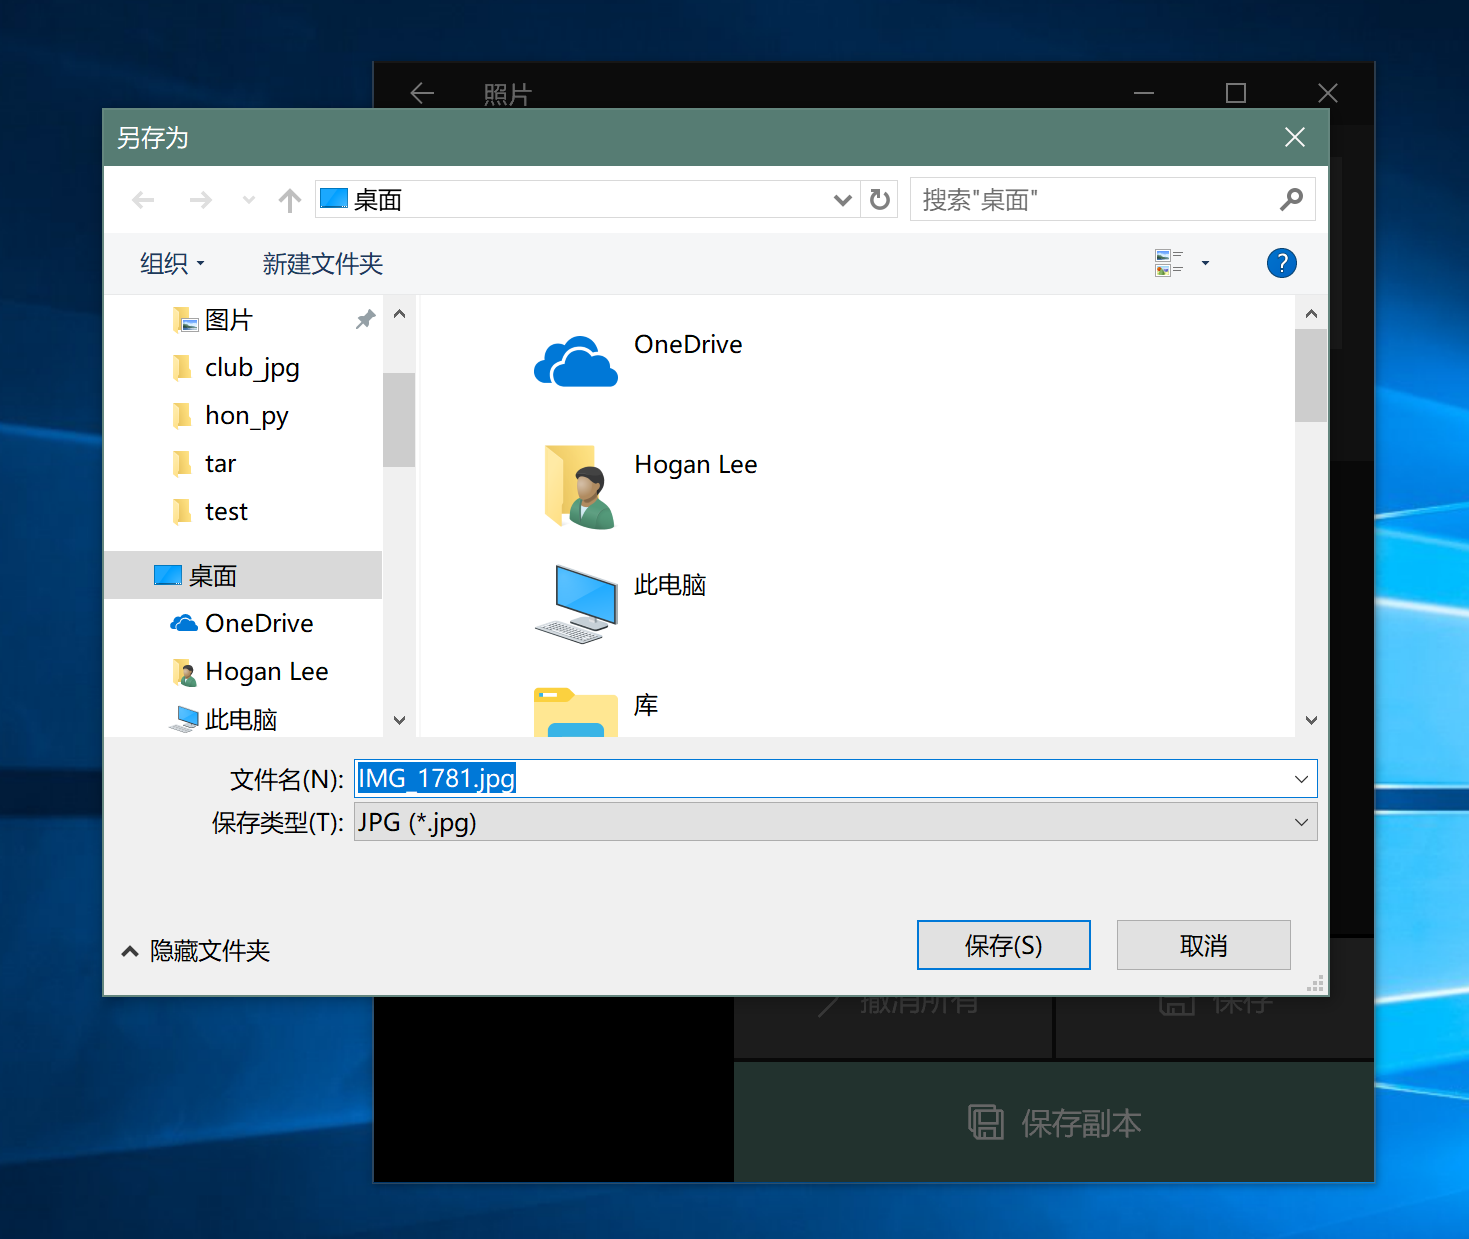 照片
另存为
桌面
搜索"桌面"
组织
新建文件夹
?
图片
club_jpg
hon_py
tar
test
桌面
OneDrive
Hogan Lee
此电脑
OneDrive
Hogan Lee
此电脑
库
文件名(N):
IMG_1781.jpg
保存类型(T):
JPG (*.jpg)
隐藏文件夹
保存(S)
取消
撤消所有
保存
保存副本